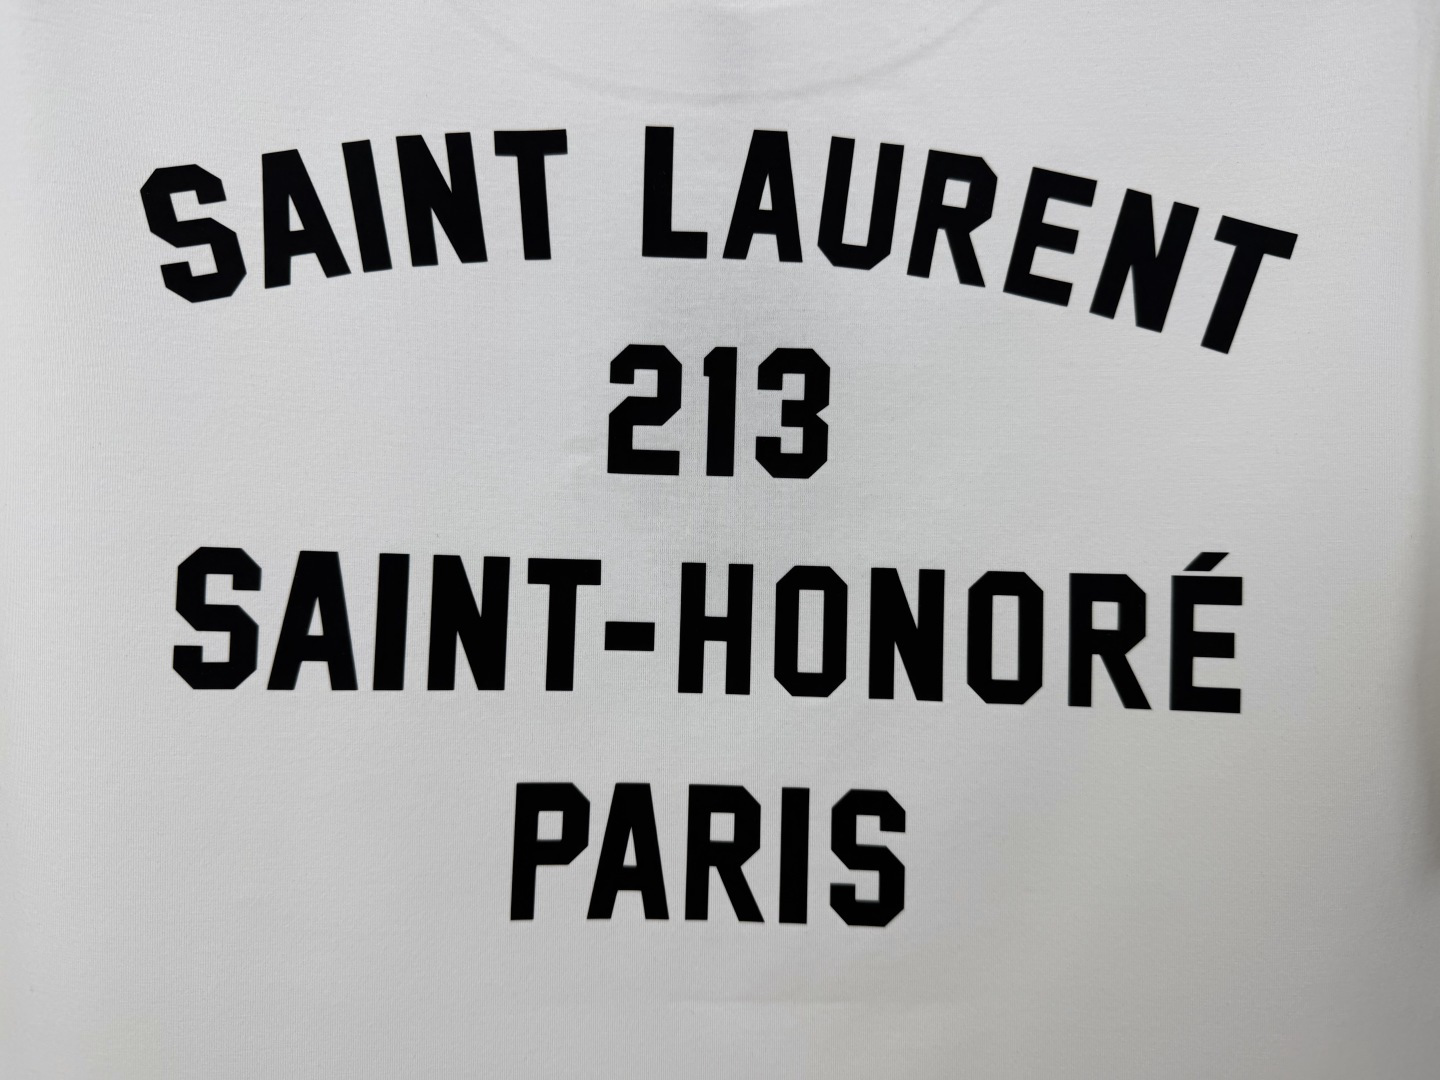 SAINT LAURENT
213
SAINT-HONORÉ
PARIS